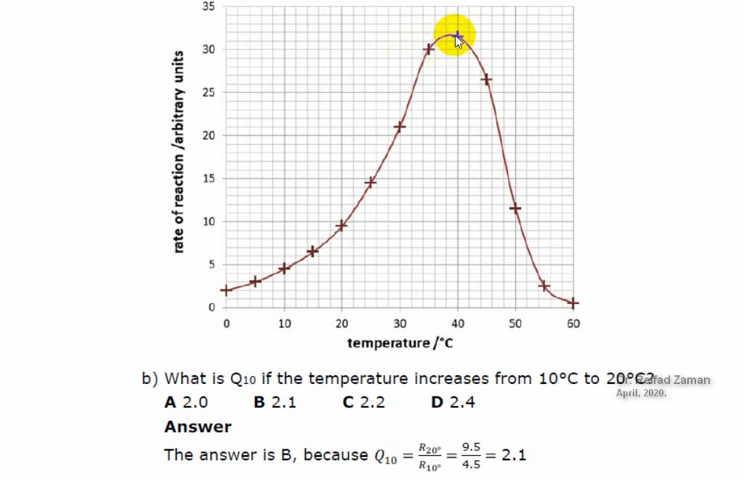 35
30
25
20
15
10
5
0
rate of reaction /arbitrary units
0 10 20 30 40 50 60
temperature /°C
b) What is Q10 if the temperature increases from 10°C to 20°C?
Zaman
April, 2020.
A 2.0 B 2.1 C 2.2 D 2.4
Answer
The answer is B, because Q10 = R20° / R10° = 9.5 / 4.5 = 2.1